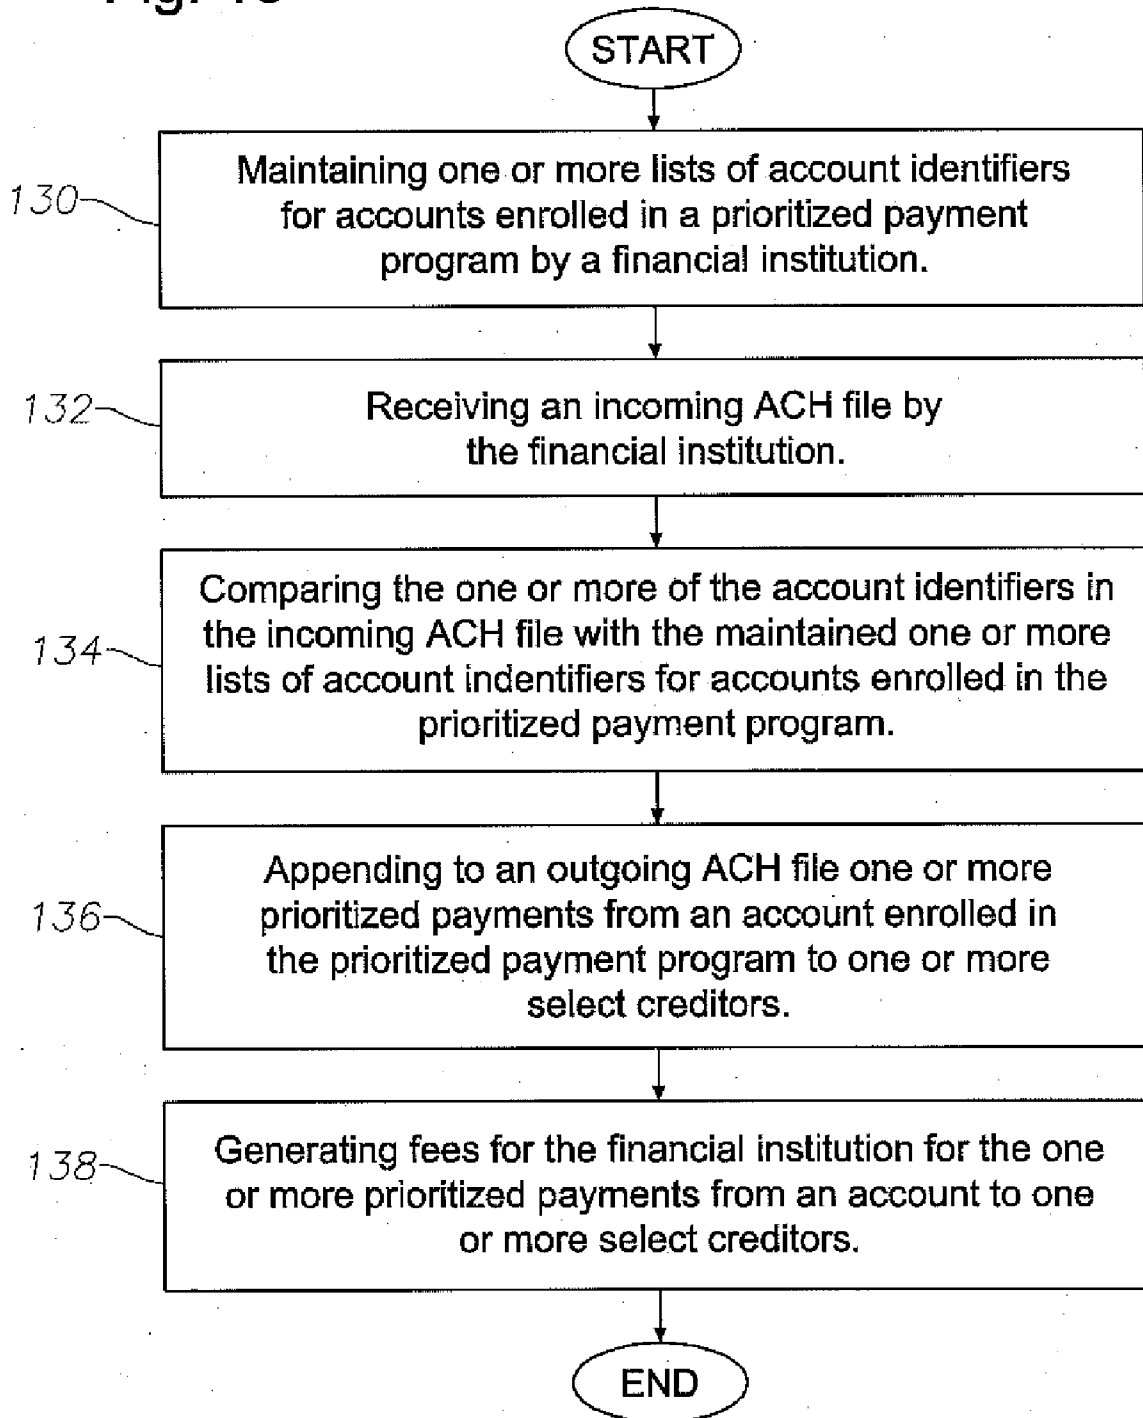 START
130
Maintaining one or more lists of account identifiers
for accounts enrolled in a prioritized payment
program by a financial institution.
132
Receiving an incoming ACH file by
the financial institution.
134
Comparing the one or more of the account identifiers in
the incoming ACH file with the maintained one or more
lists of account indentifiers for accounts enrolled in the
prioritized payment program.
136
Appending to an outgoing ACH file one or more
prioritized payments from an account enrolled in
the prioritized payment program to one or more
select creditors.
138
Generating fees for the financial institution for the one
or more prioritized payments from an account to one
or more select creditors.
END